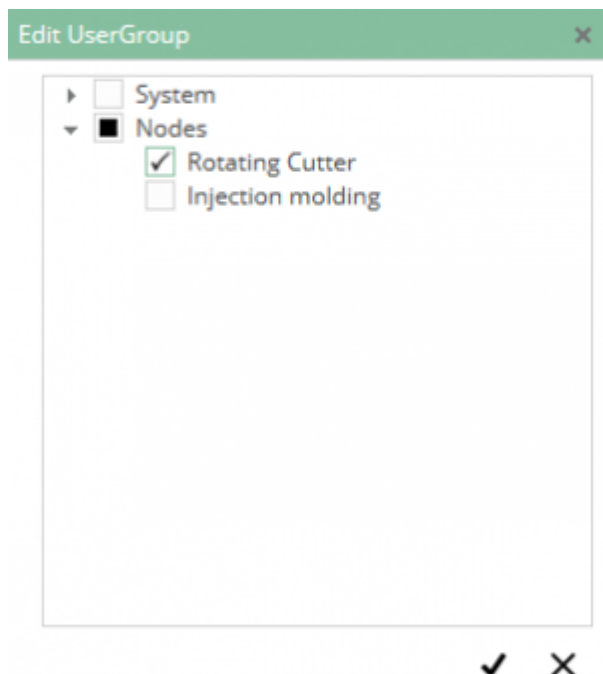 Edit UserGroup
System
Nodes
Rotating Cutter
Injection molding